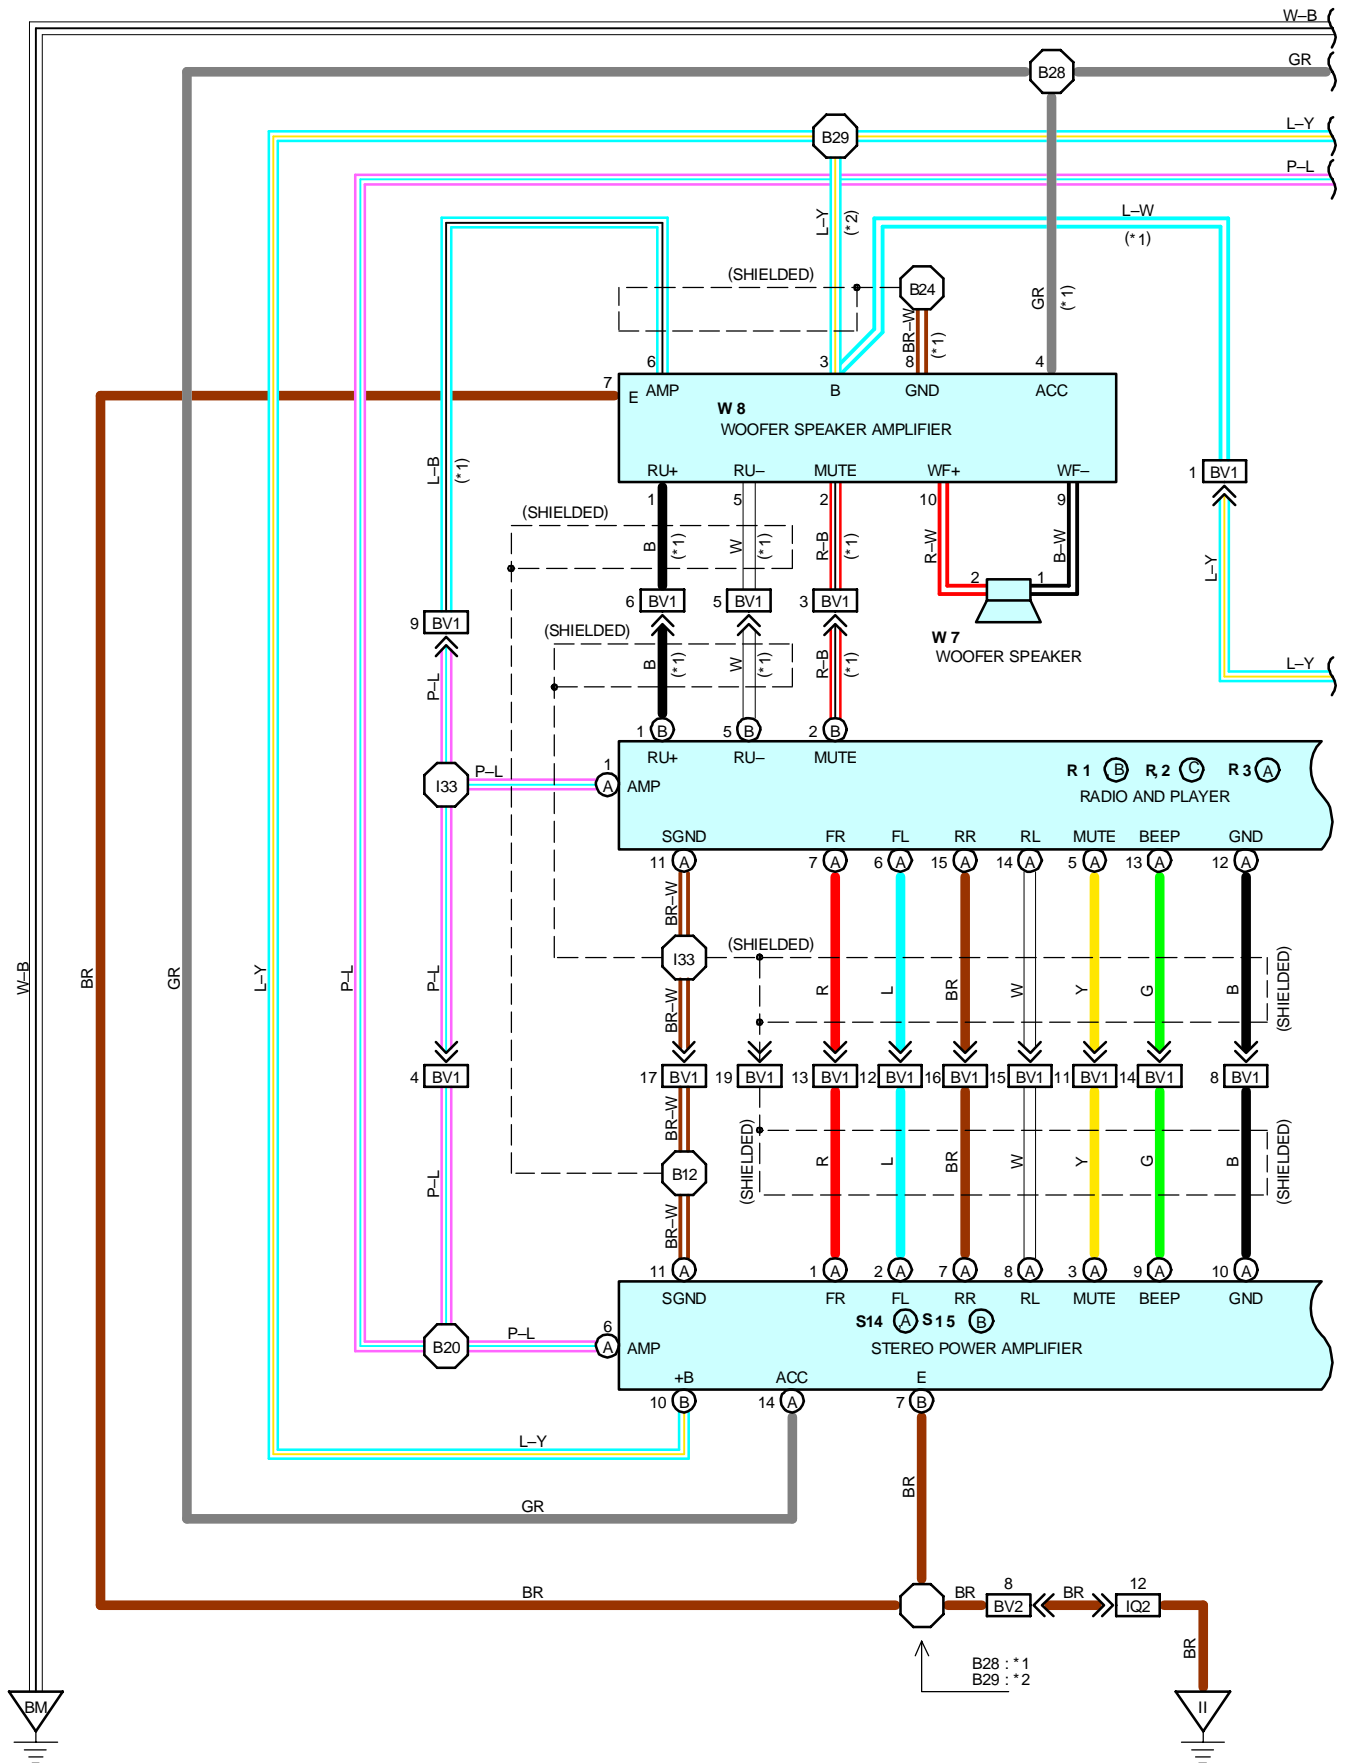 W–B
GR
B28
L–Y
B29
P–L
L–W
(*1)
L–Y
(*2)
(SHIELDED)
B24
BR–W
(*1)
GR
(*1)
6 3 8 4
7 E AMP B GND ACC
W 8
WOOFER SPEAKER AMPLIFIER
RU+ RU– MUTE WF+ WF–
1 5 2 10 9
L–B
(*1)
1 BV1
(SHIELDED)
B (*1) W (*1) R–B (*1) R–W B–W
L–Y
2 1
6 BV1 5 BV1 3 BV1
9 BV1
(SHIELDED)
W 7
WOOFER SPEAKER
B (*1) W (*1) R–B (*1)
L–Y
P–L
1 B 5 B 2 B
RU+ RU– MUTE
I33 P–L 1 A AMP
R 1 B R,2 C R 3 A
RADIO AND PLAYER
SGND FR FL RR RL MUTE BEEP GND
11 A 7 A 6 A 15 A 14 A 5 A 13 A 12 A
BR–W
I33
(SHIELDED)
W–B BR GR L–Y P–L P–L
BR–W R L BR W Y G B
(SHIELDED)
4 BV1 17 BV1 19 BV1 13 BV1 12 BV1 16 BV1 15 BV1 11 BV1 14 BV1 8 BV1
BR–W
(SHIELDED)
R L BR W Y G B
(SHIELDED)
P–L
B12
BR–W
11 A 1 A 2 A 7 A 8 A 3 A 9 A 10 A
SGND FR FL RR RL MUTE BEEP GND
S14 A S15 B
STEREO POWER AMPLIFIER
B20 P–L 6 A AMP
+B ACC E
10 B 14 A 7 B
L–Y
BR
GR
BR
BR 8 BV2 BR 12 IQ2
BR
B28 : *1
B29 : *2
BM
II